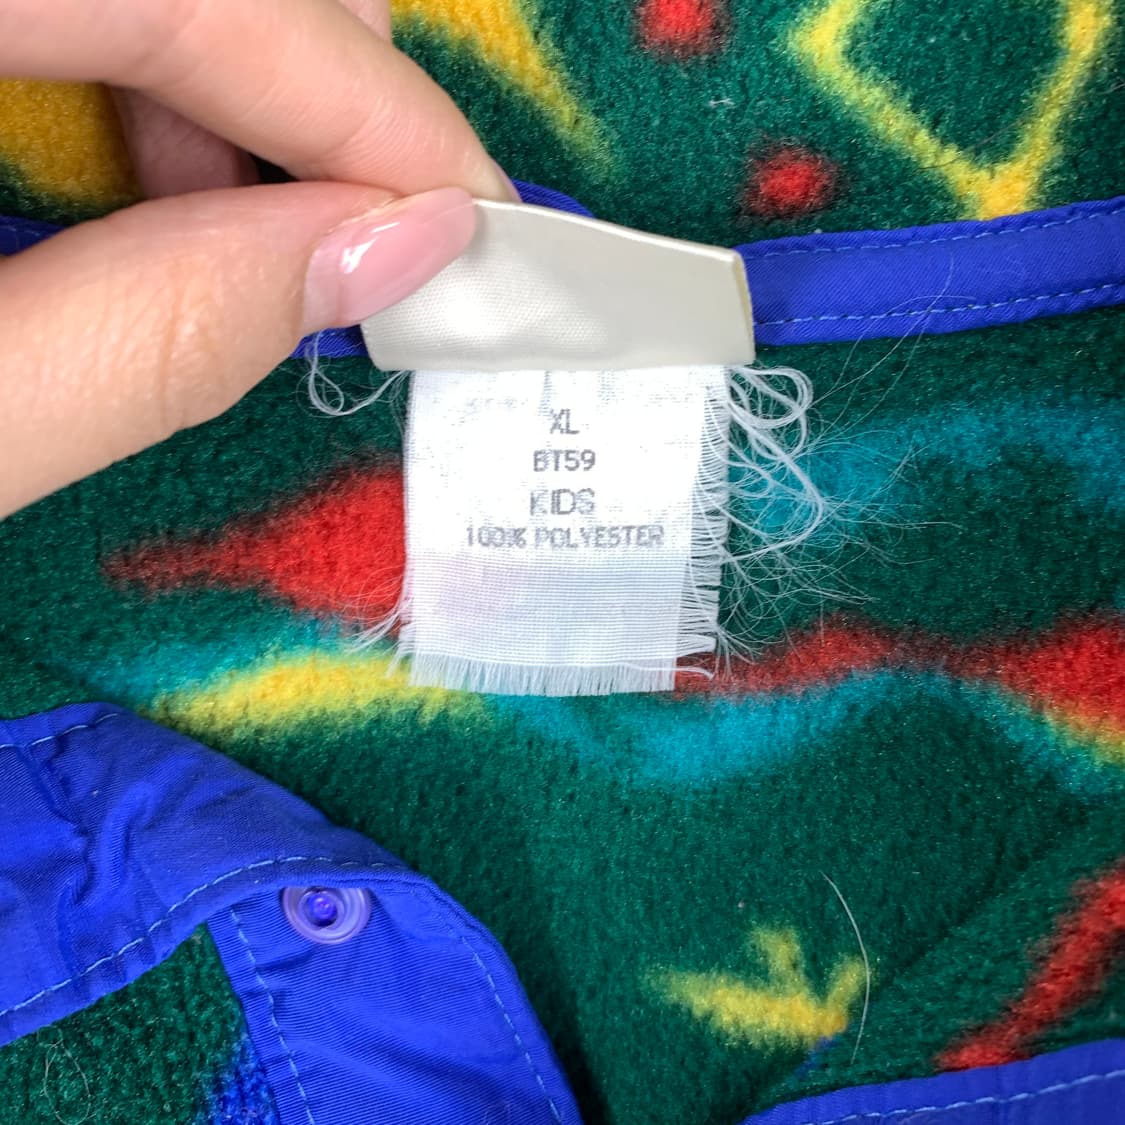 XL
BT59
KIDS
100% POLYESTER